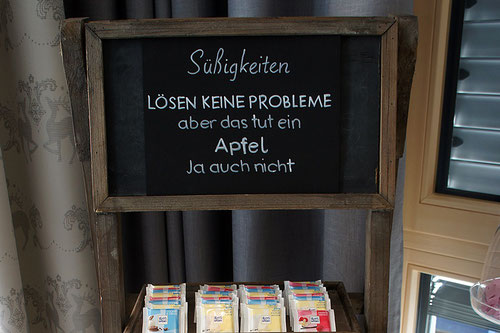 Süßigkeiten
LÖSEN KEINE PROBLEME
aber das tut ein
Apfel
Ja auch nicht